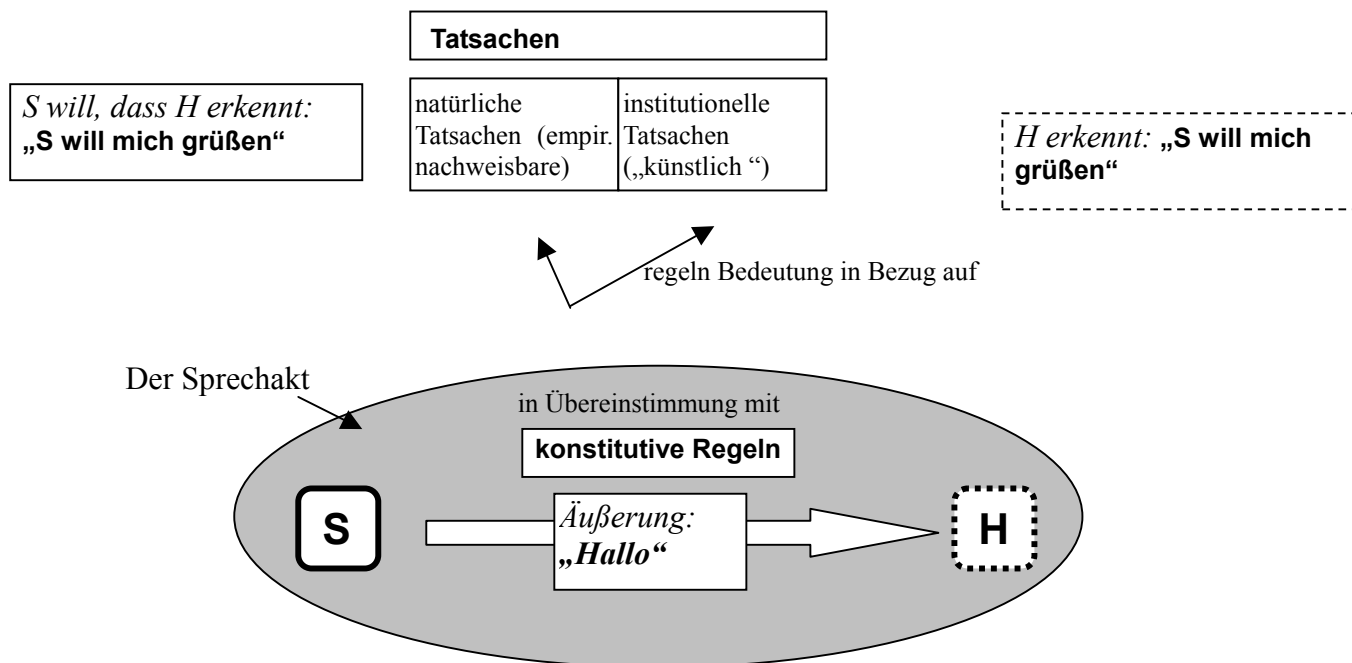 Tatsachen
S will, dass H erkennt:
„S will mich grüßen“
natürliche
Tatsachen (empir.
nachweisbare)
institutionelle
Tatsachen
(„künstlich “)
H erkennt: „S will mich
grüßen“
regeln Bedeutung in Bezug auf
Der Sprechakt
in Übereinstimmung mit
konstitutive Regeln
S
Äußerung:
„Hallo“
H